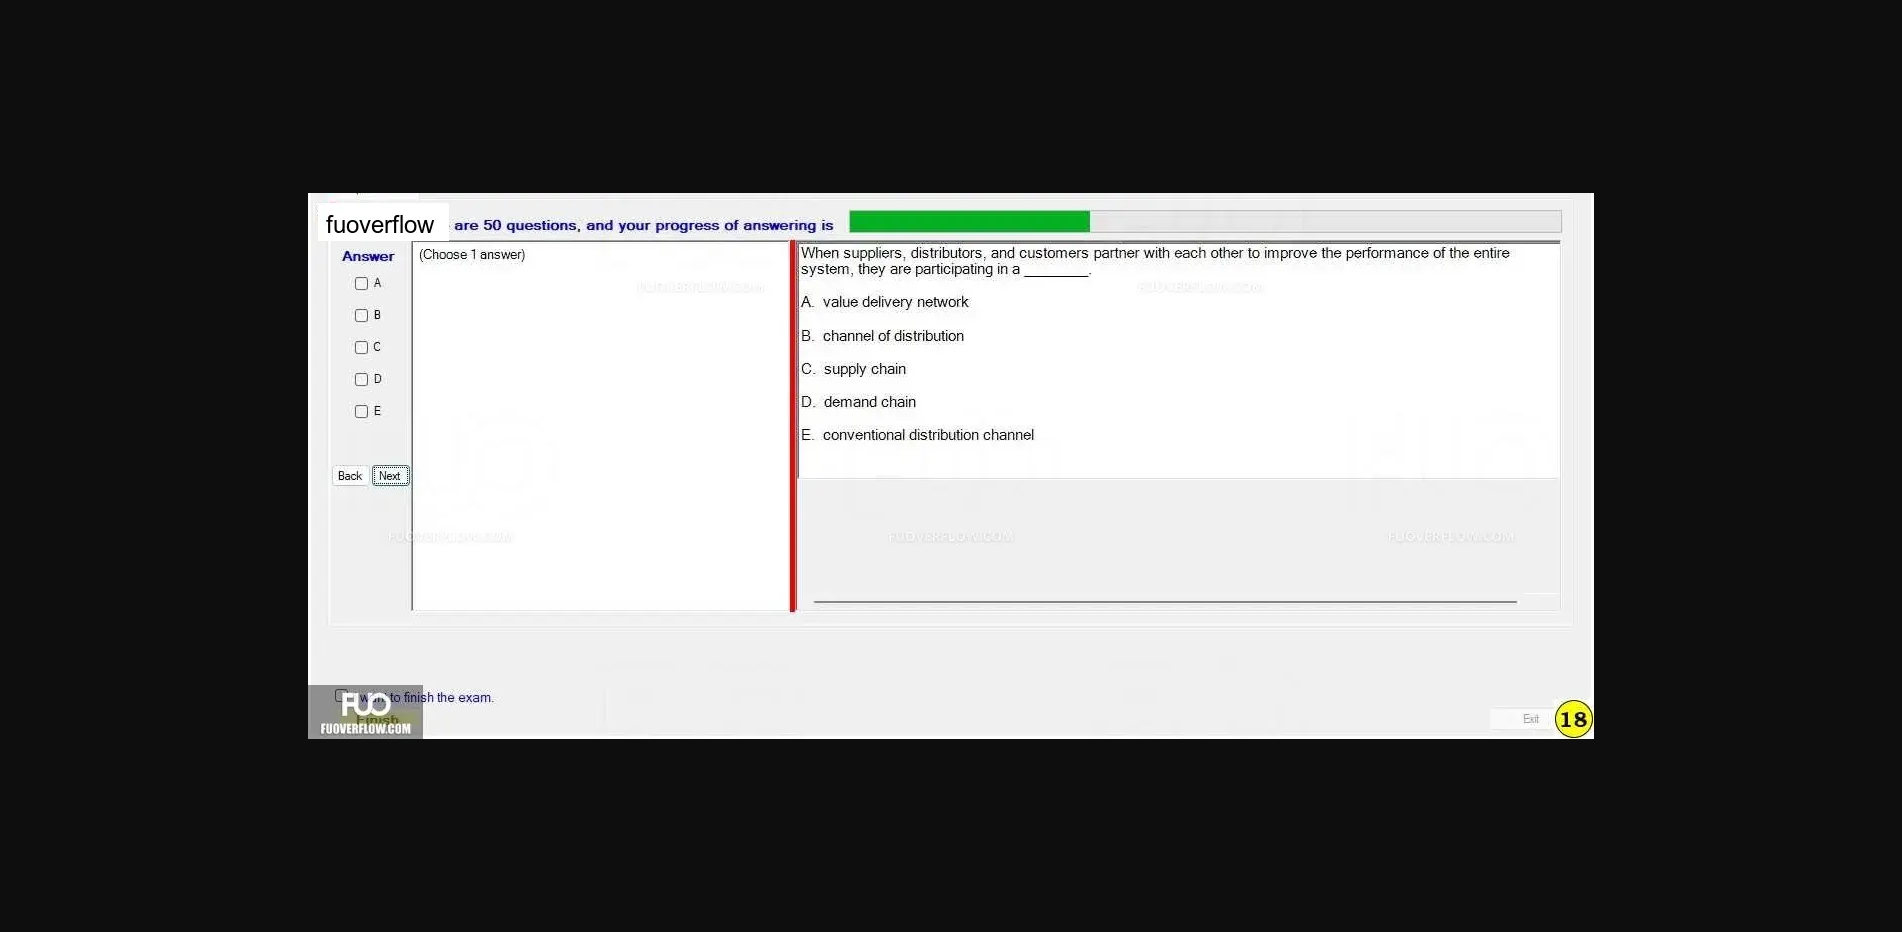 fuoverflow are 50 questions, and your progress of answering is
Answer
A
B
C
D
E
Back Next
(Choose 1 answer)
When suppliers, distributors, and customers partner with each other to improve the performance of the entire
system, they are participating in a ________.
A. value delivery network
B. channel of distribution
C. supply chain
D. demand chain
E. conventional distribution channel
FUOVERFLOW.COM FUOVERFLOW.COM
FUOVERFLOW.COM FUOVERFLOW.COM FUOVERFLOW.COM
want to finish the exam.
FUO
Finish
FUOVERFLOW.COM
Exit 18